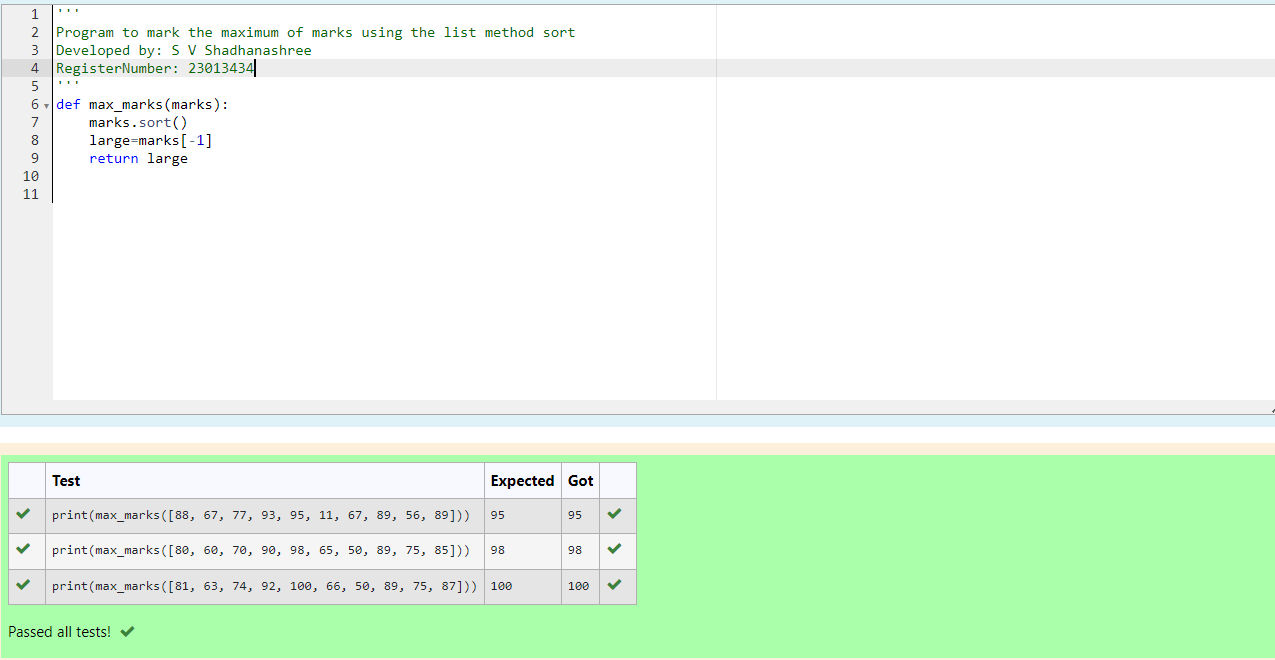 1 '''
2 Program to mark the maximum of marks using the list method sort
3 Developed by: S V Shadhanashree
4 RegisterNumber: 23013434
5 '''
6 def max_marks(marks):
7     marks.sort()
8     large=marks[-1]
9     return large
10
11
Test Expected Got
print(max_marks([88, 67, 77, 93, 95, 11, 67, 89, 56, 89])) 95 95
print(max_marks([80, 60, 70, 90, 98, 65, 50, 89, 75, 85])) 98 98
print(max_marks([81, 63, 74, 92, 100, 66, 50, 89, 75, 87])) 100 100
Passed all tests!